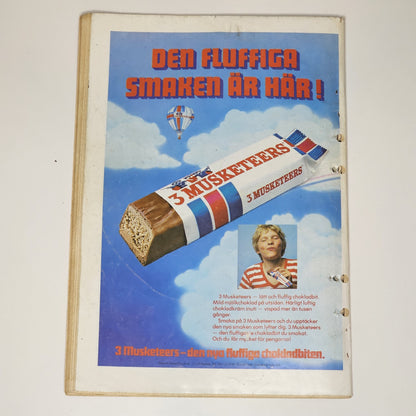 DEN FLUFFIGA
SMAKEN ÄR HÄR!
3 MUSKETEERS
3 MUSKETEERS
3 Musketeers – lätt och fluffig chokladbit.
Mild mjölkchoklad på utsidan. Härligt luftig
chokladkräm inuti – vispad mer än tusen
gånger.
Smaka på 3 Musketeers och du upptäcker
den nya smaken som lyfter dig. 3 Musketeers
– den fluffigaste chokladbit du smakat.
Och du får mycket för pengarna!
3 Musketeers – den nya fluffiga chokladbiten.